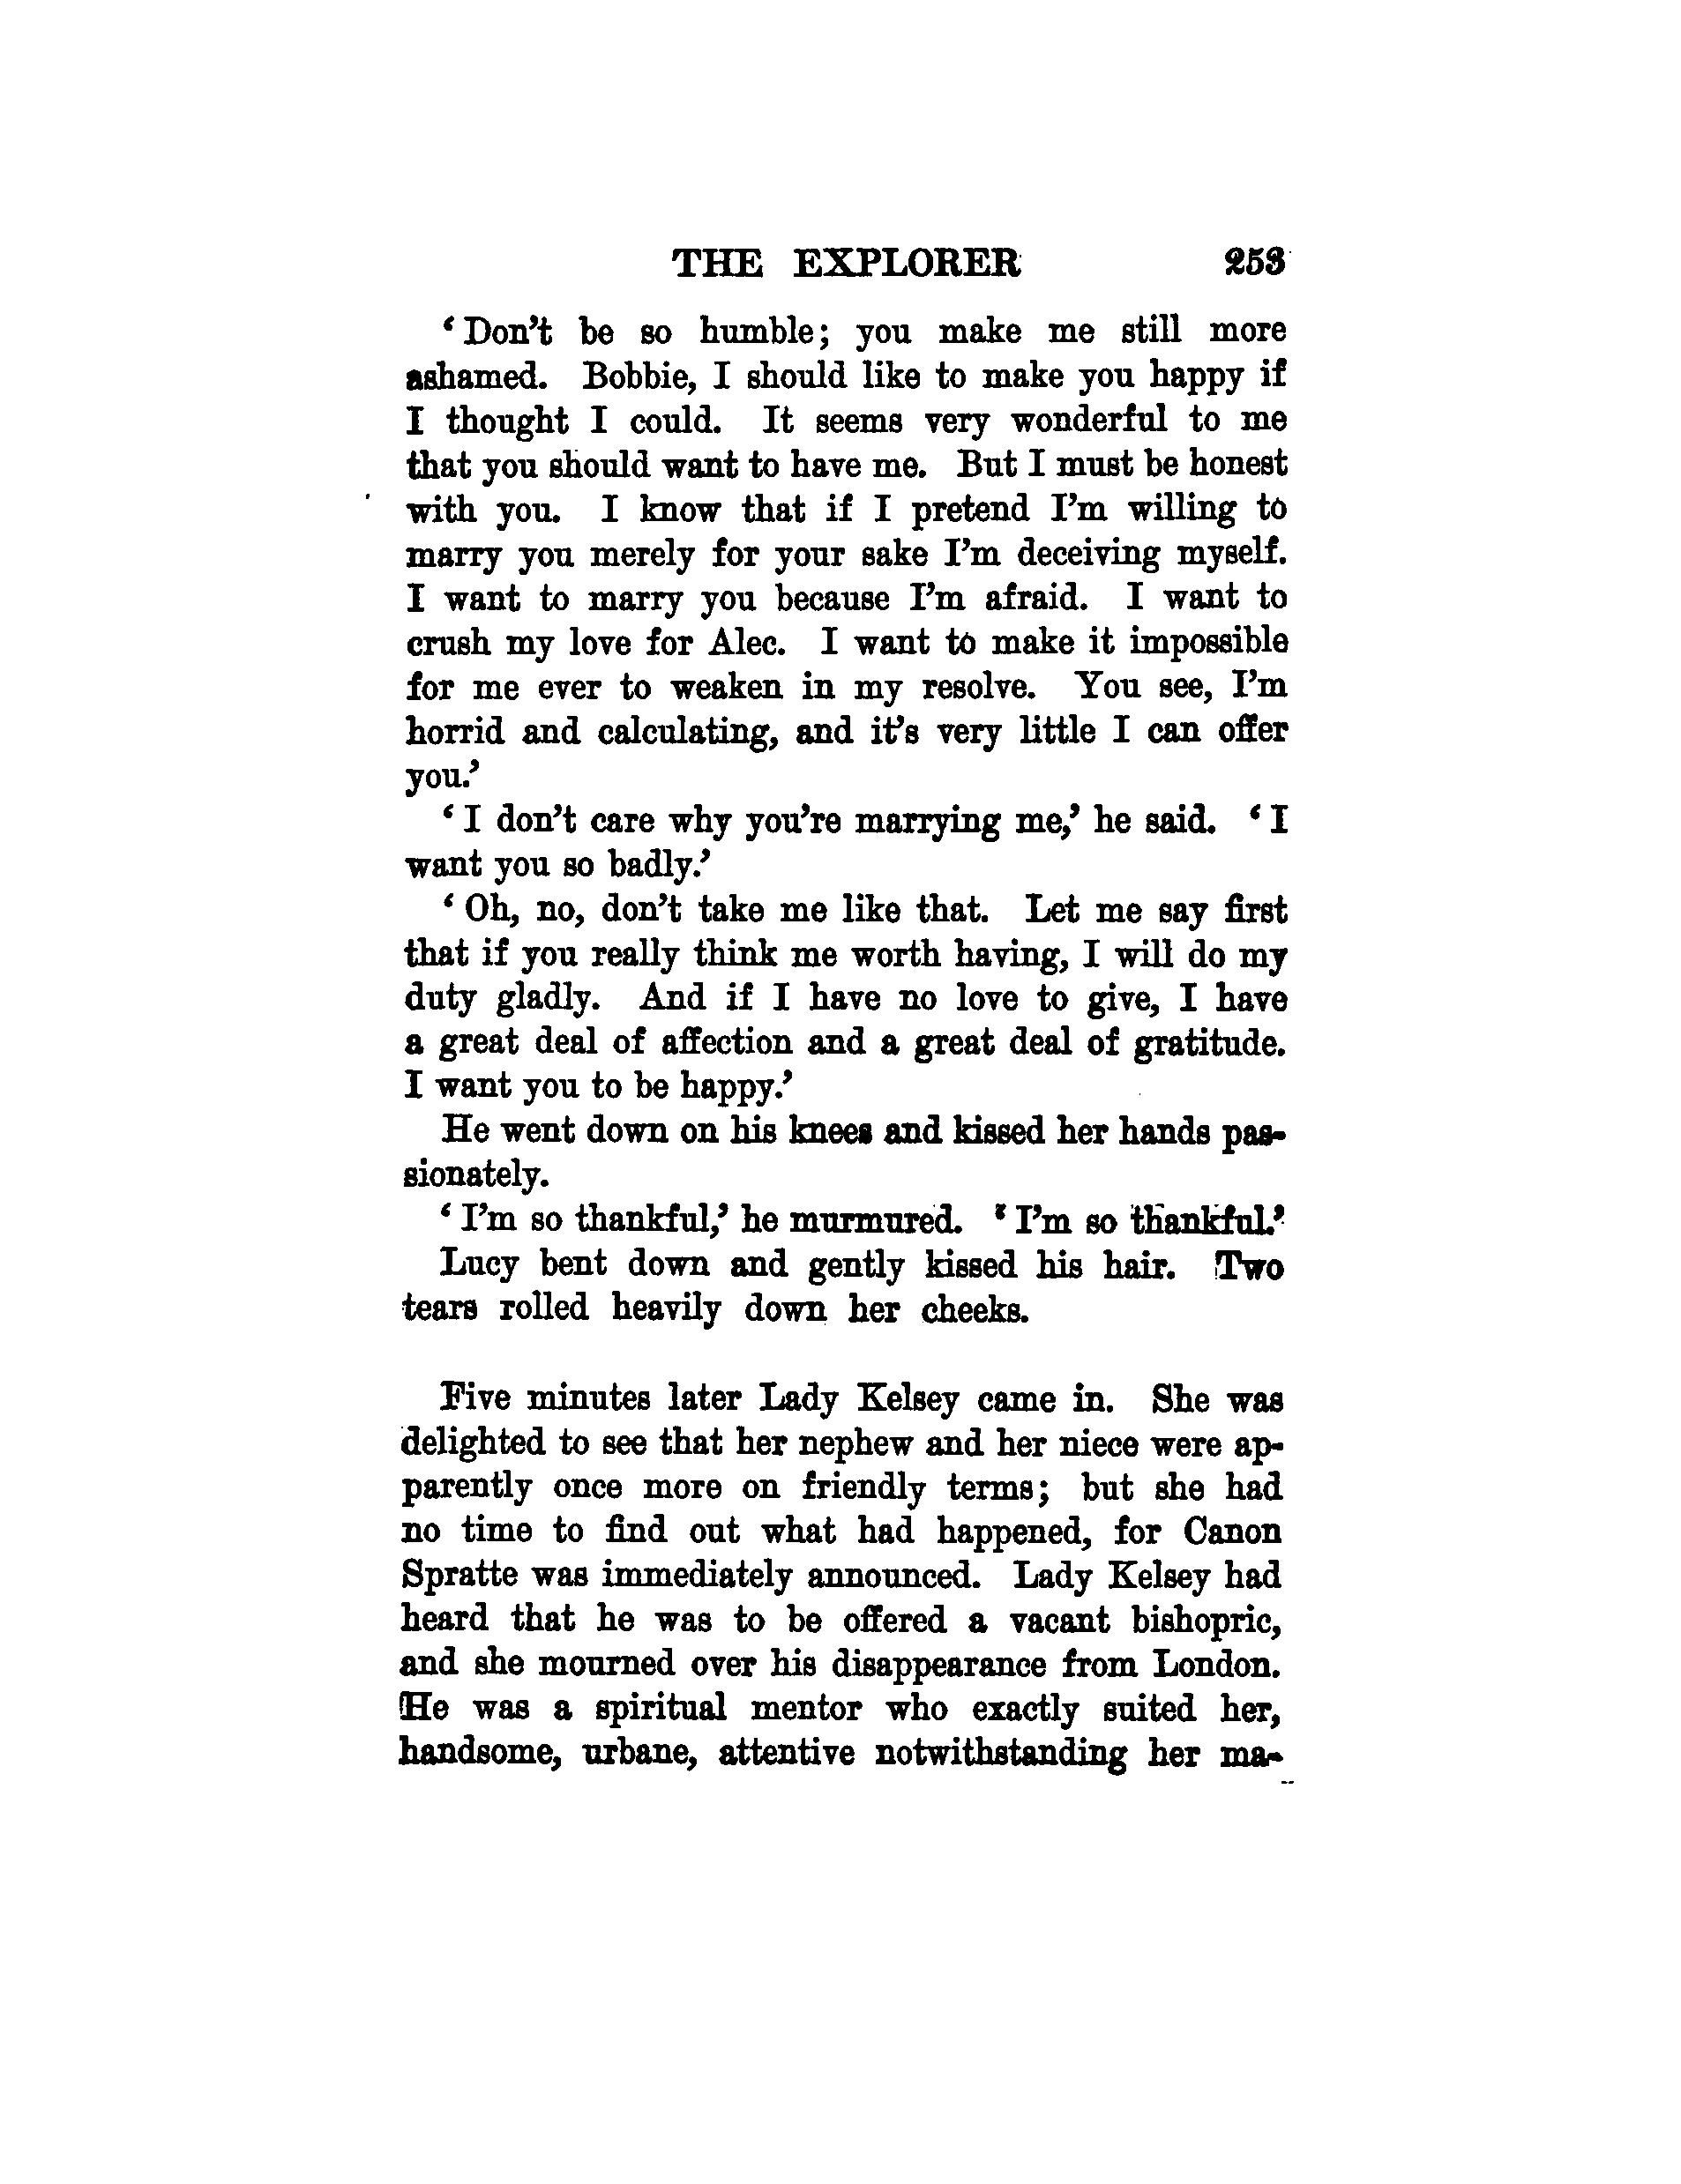 THE EXPLORER 253
‘Don’t be so humble; you make me still more
ashamed. Bobbie, I should like to make you happy if
I thought I could. It seems very wonderful to me
that you should want to have me. But I must be honest
with you. I know that if I pretend I’m willing to
marry you merely for your sake I’m deceiving myself.
I want to marry you because I’m afraid. I want to
crush my love for Alec. I want to make it impossible
for me ever to weaken in my resolve. You see, I’m
horrid and calculating, and it’s very little I can offer
you.’
‘I don’t care why you’re marrying me,’ he said. ‘I
want you so badly.’
‘Oh, no, don’t take me like that. Let me say first
that if you really think me worth having, I will do my
duty gladly. And if I have no love to give, I have
a great deal of affection and a great deal of gratitude.
I want you to be happy.’
He went down on his knees and kissed her hands pas-
sionately.
‘I’m so thankful,’ he murmured. ‘I’m so thankful.’
Lucy bent down and gently kissed his hair. Two
tears rolled heavily down her cheeks.
Five minutes later Lady Kelsey came in. She was
delighted to see that her nephew and her niece were ap-
parently once more on friendly terms; but she had
no time to find out what had happened, for Canon
Spratte was immediately announced. Lady Kelsey had
heard that he was to be offered a vacant bishopric,
and she mourned over his disappearance from London.
He was a spiritual mentor who exactly suited her,
handsome, urbane, attentive notwithstanding her ma-